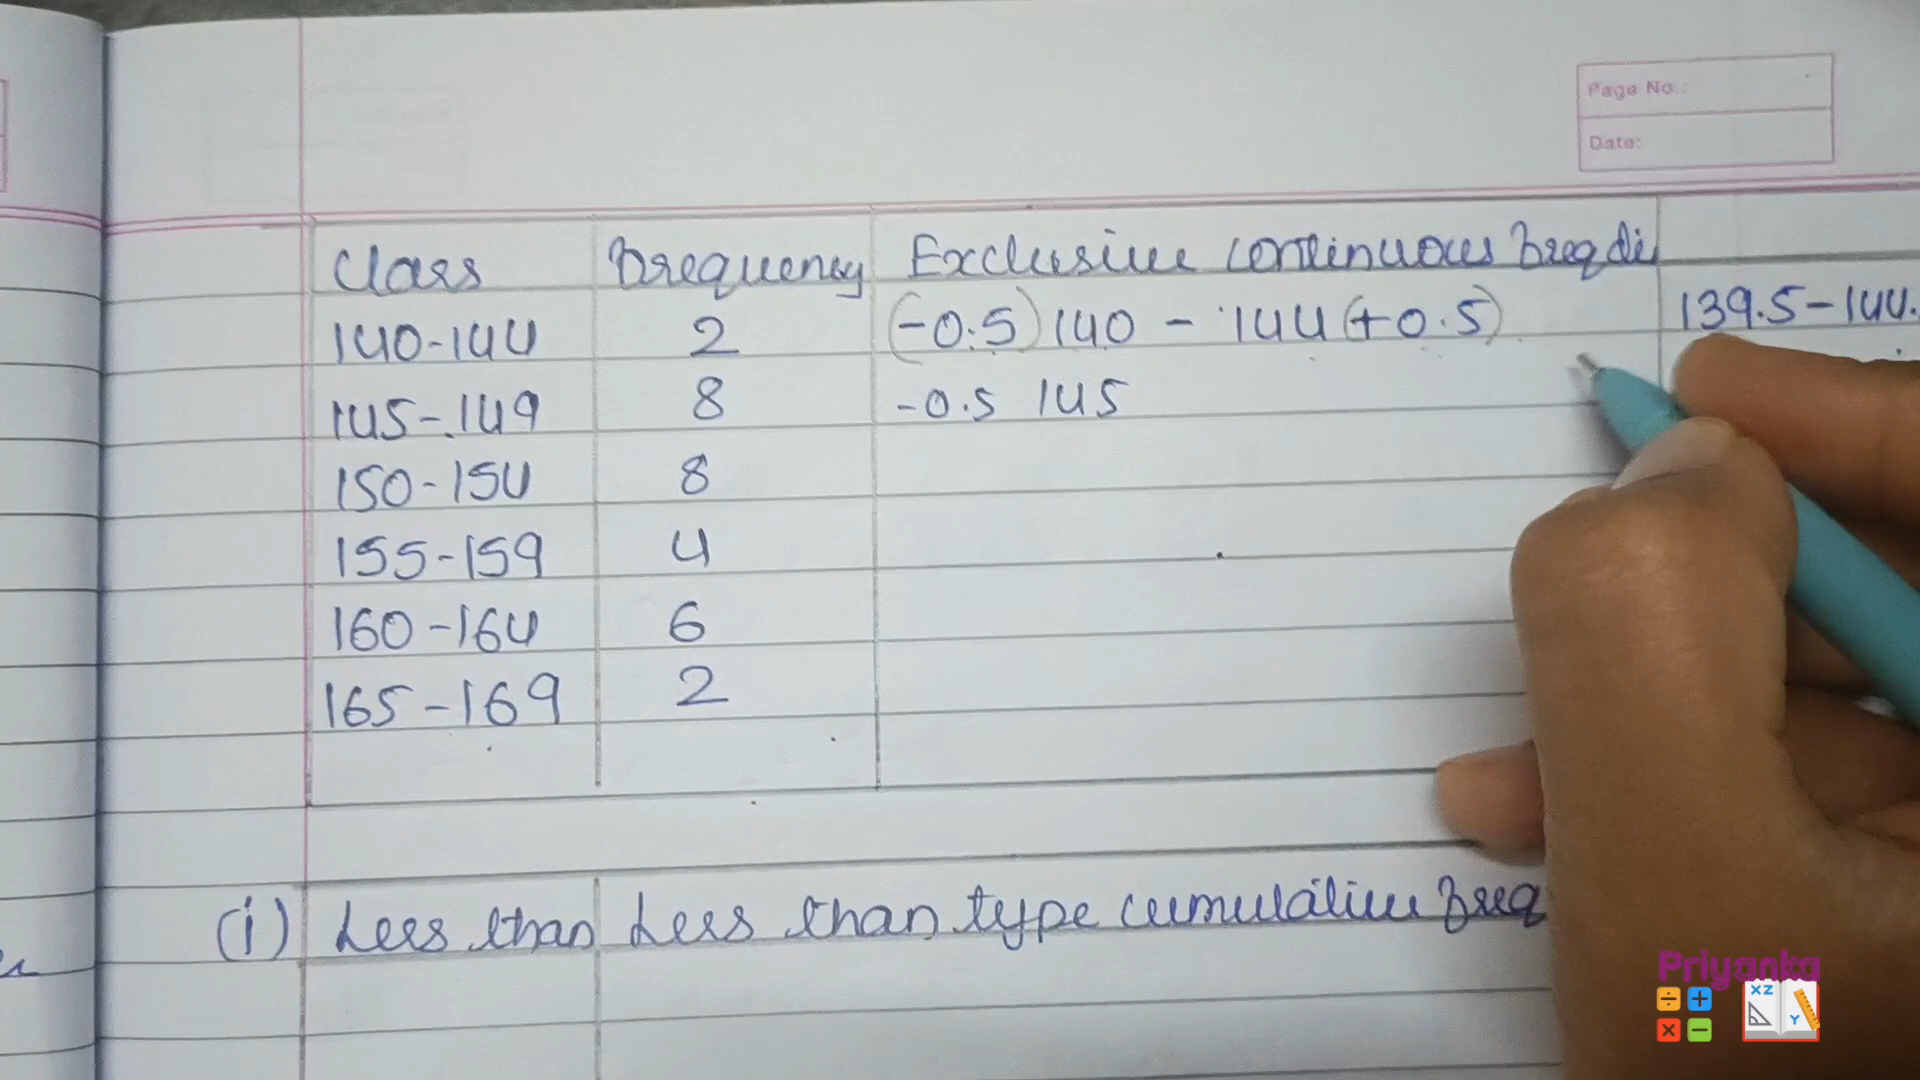 Page No.:
Date:
Class Frequency Exclusive continuous Freq di
140-144 2 (-0.5) 140 - 144 (+0.5) 139.5-144.
145-149 8 -0.5 145
150-154 8
155-159 4
160-164 6
165-169 2
(i) Less than Less than type cumulative freq
Priyanka
XZ
Y